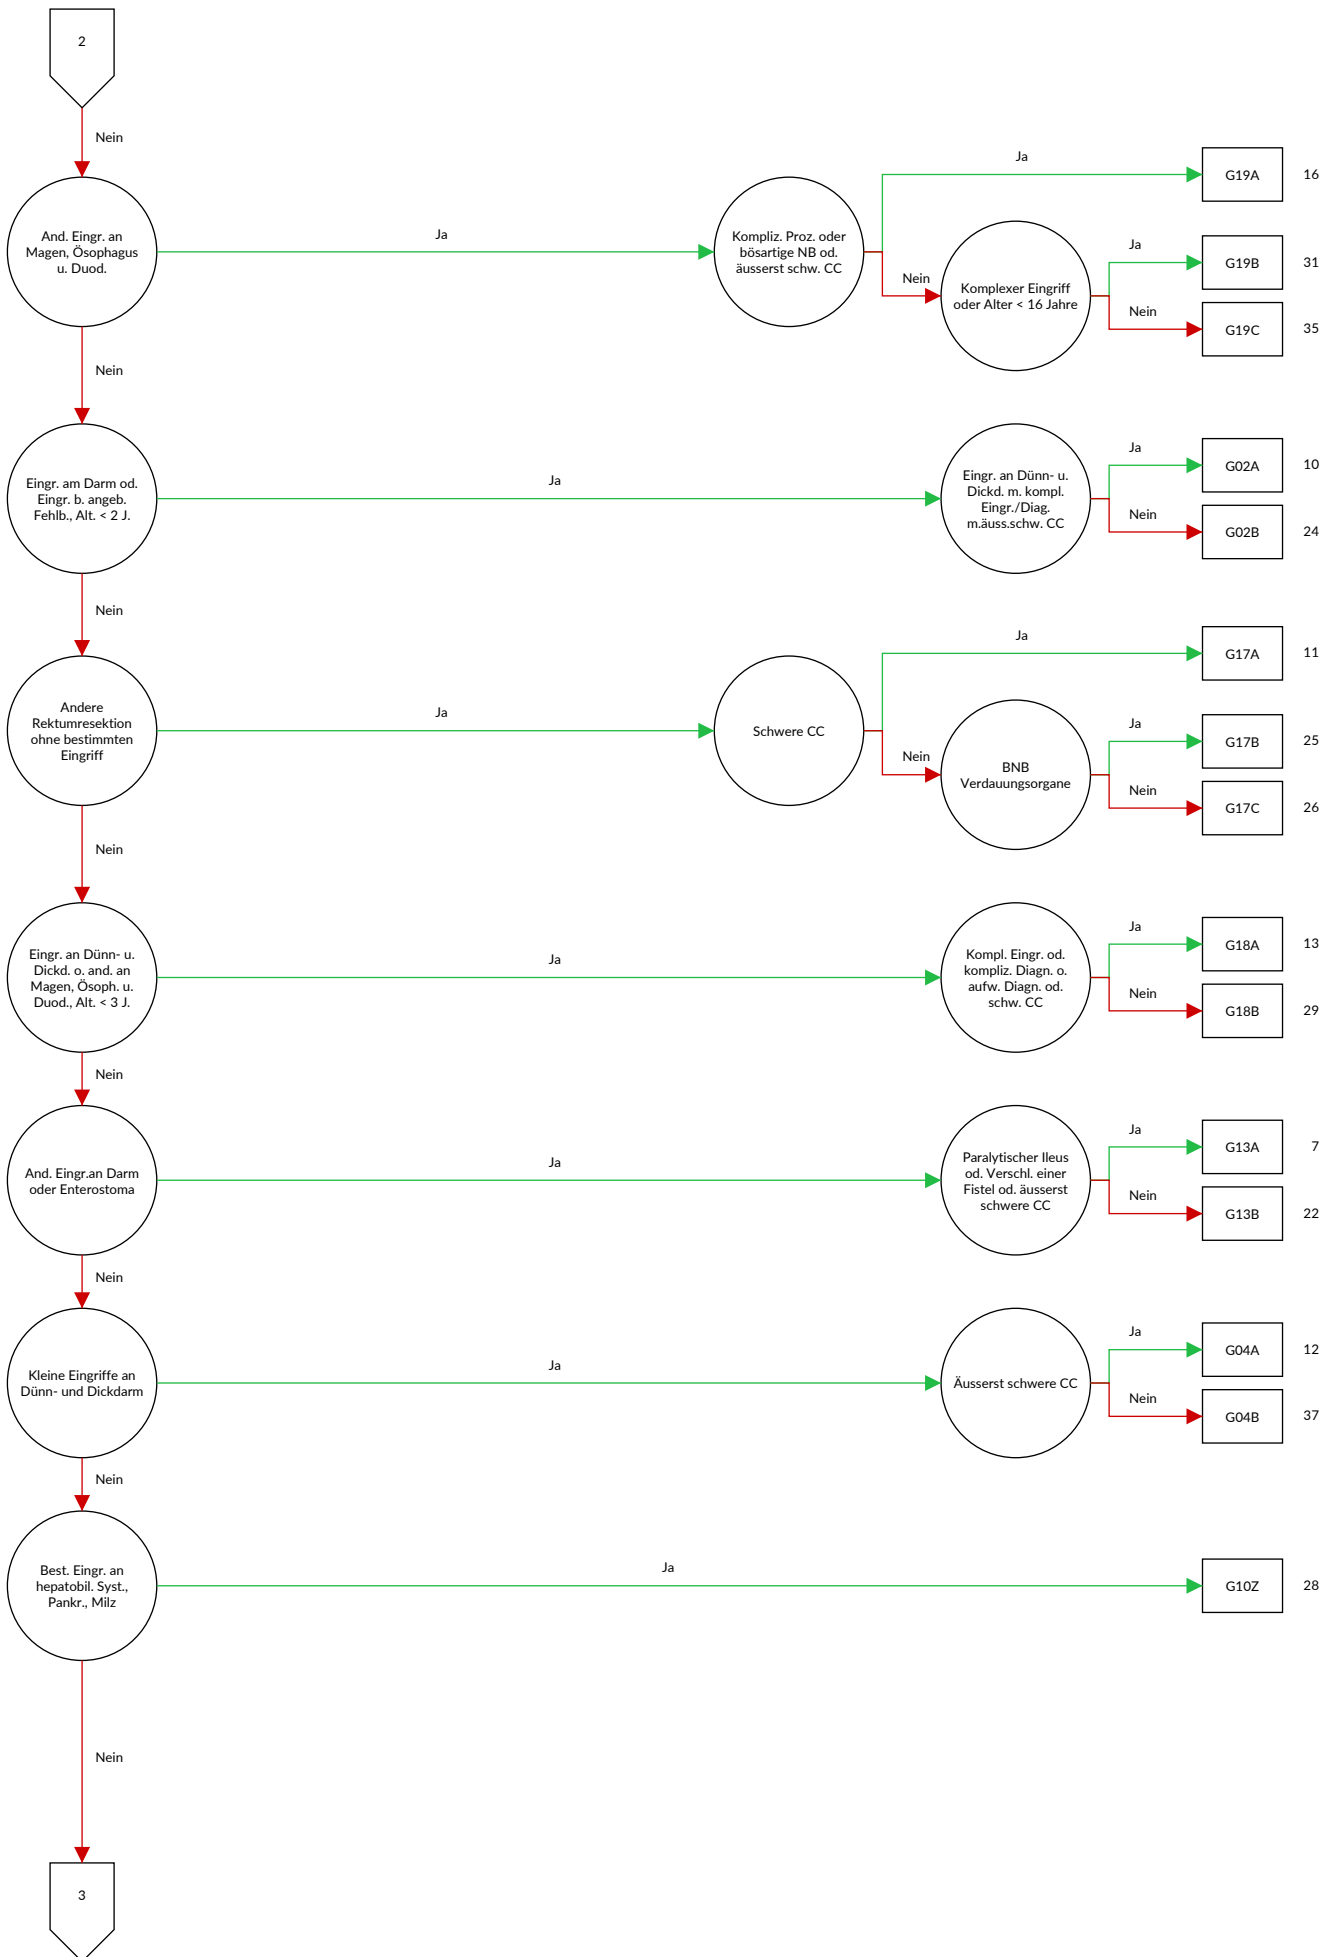 2
Nein
And. Eingr. an
Magen, Ösophagus
u. Duod.
Ja
Kompliz. Proz. oder
bösartige NB od.
äusserst schw. CC
Ja
G19A 16
Nein
Komplexer Eingriff
oder Alter < 16 Jahre
Ja
G19B 31
Nein
G19C 35
Nein
Eingr. am Darm od.
Eingr. b. angeb.
Fehlb., Alt. < 2 J.
Ja
Eingr. an Dünn- u.
Dickd. m. kompl.
Eingr./Diag.
m.äuss.schw. CC
Ja
G02A 10
Nein
G02B 24
Nein
Andere
Rektumresektion
ohne bestimmten
Eingriff
Ja
Schwere CC
Ja
G17A 11
Nein
BNB
Verdauungsorgane
Ja
G17B 25
Nein
G17C 26
Nein
Eingr. an Dünn- u.
Dickd. o. and. an
Magen, Ösoph. u.
Duod., Alt. < 3 J.
Ja
Kompl. Eingr. od.
kompliz. Diagn. o.
aufw. Diagn. od.
schw. CC
Ja
G18A 13
Nein
G18B 29
Nein
And. Eingr.an Darm
oder Enterostoma
Ja
Paralytischer Ileus
od. Verschl. einer
Fistel od. äusserst
schwere CC
Ja
G13A 7
Nein
G13B 22
Nein
Kleine Eingriffe an
Dünn- und Dickdarm
Ja
Äusserst schwere CC
Ja
G04A 12
Nein
G04B 37
Nein
Best. Eingr. an
hepatobil. Syst.,
Pankr., Milz
Ja
G10Z 28
Nein
3